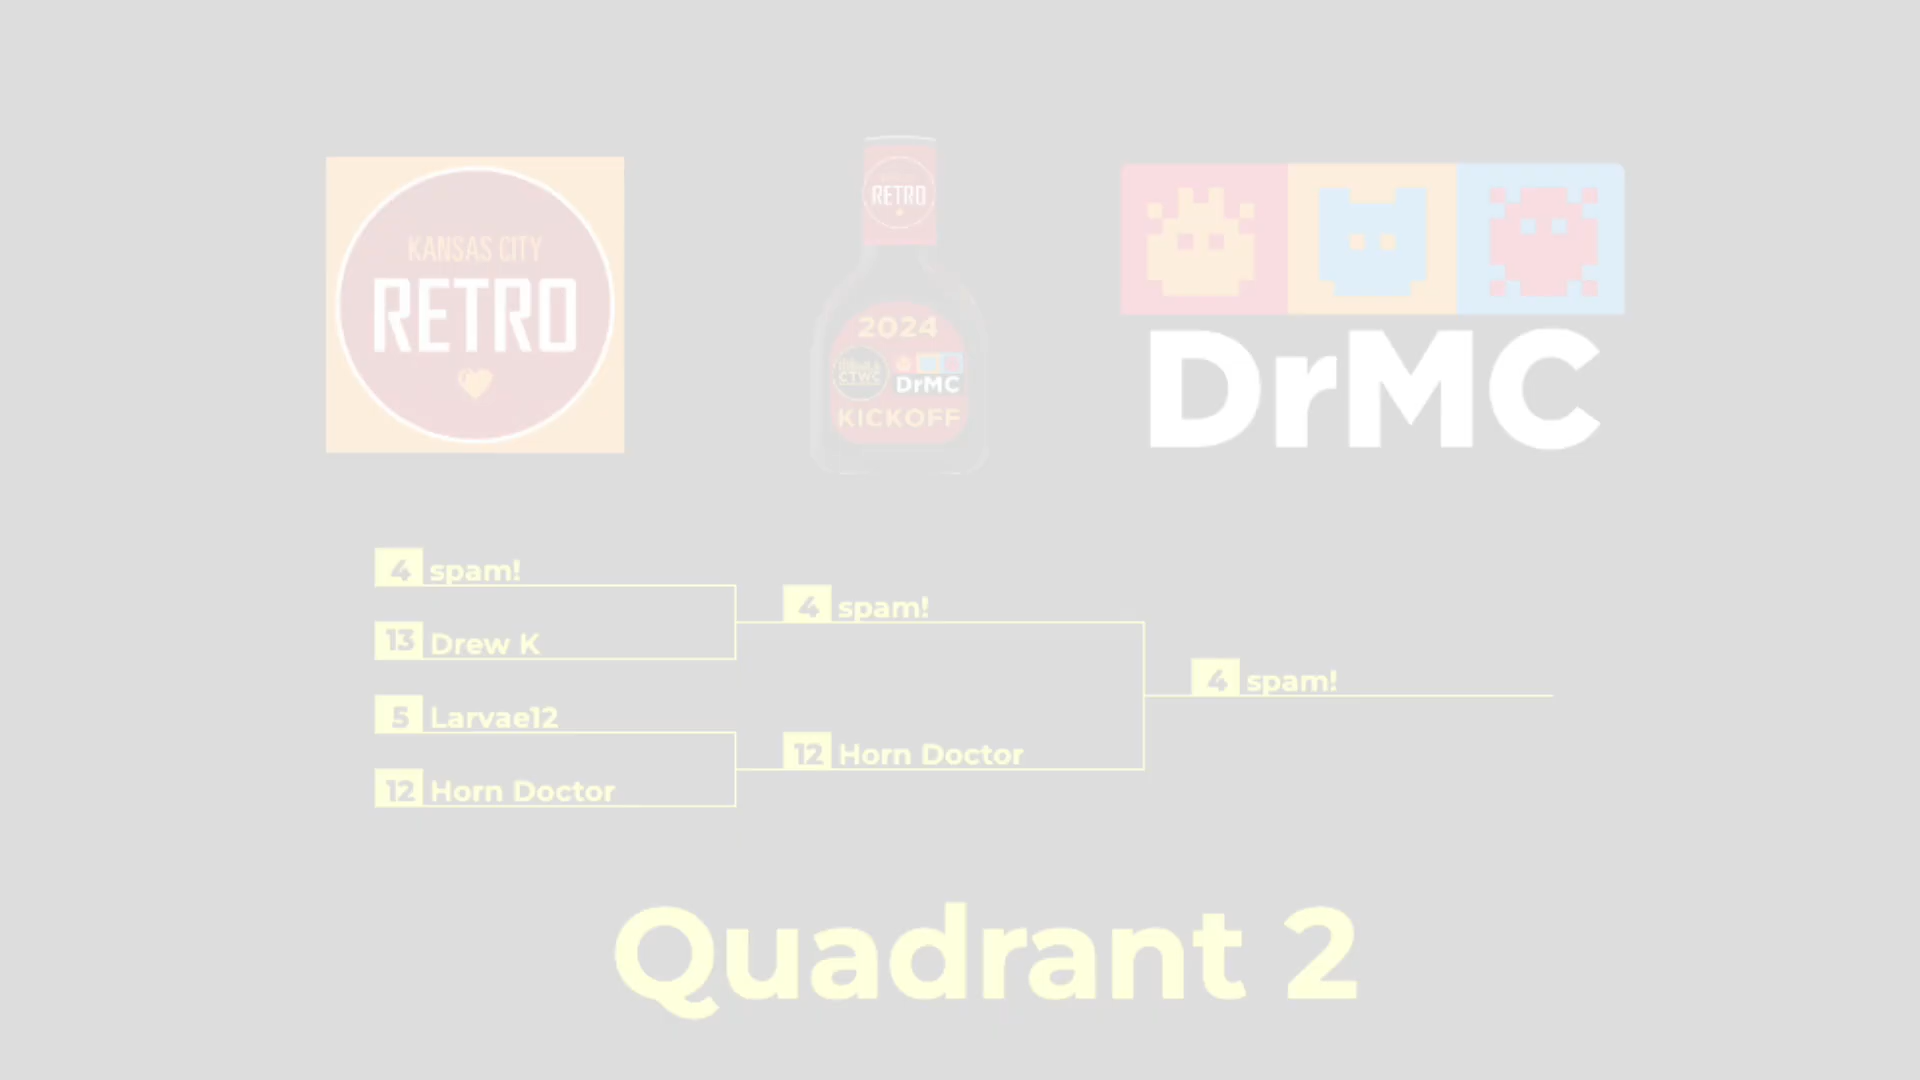 KANSAS CITY
RETRO
RETRO
2024
CTWC
DrMC
KICKOFF
DrMC
4 spam!
13 Drew K
5 Larvae12
12 Horn Doctor
4 spam!
12 Horn Doctor
4 spam!
Quadrant 2